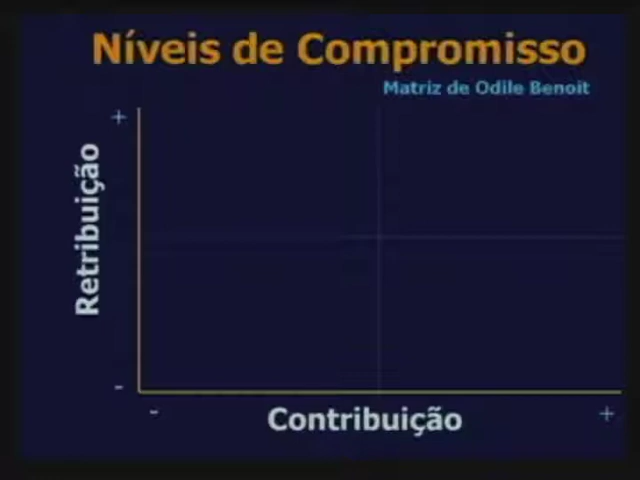 Níveis de Compromisso
Matriz de Odile Benoit
+
Retribuição
-
-
Contribuição
+